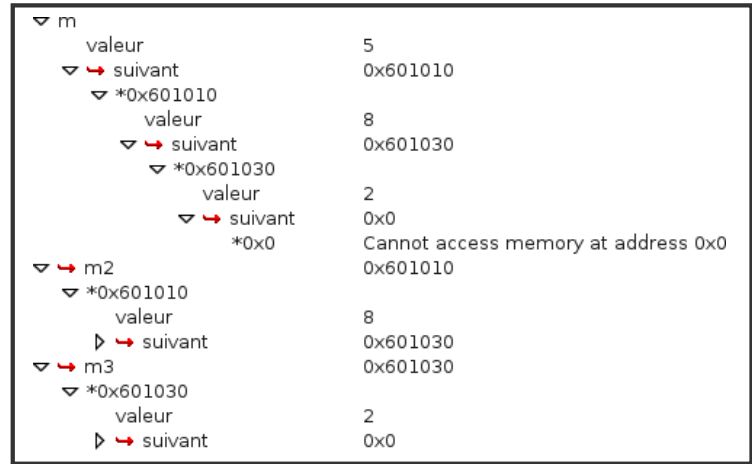 m
valeur 5
suivant 0x601010
*0x601010
valeur 8
suivant 0x601030
*0x601030
valeur 2
suivant 0x0
*0x0 Cannot access memory at address 0x0
m2 0x601010
*0x601010
valeur 8
suivant 0x601030
m3 0x601030
*0x601030
valeur 2
suivant 0x0